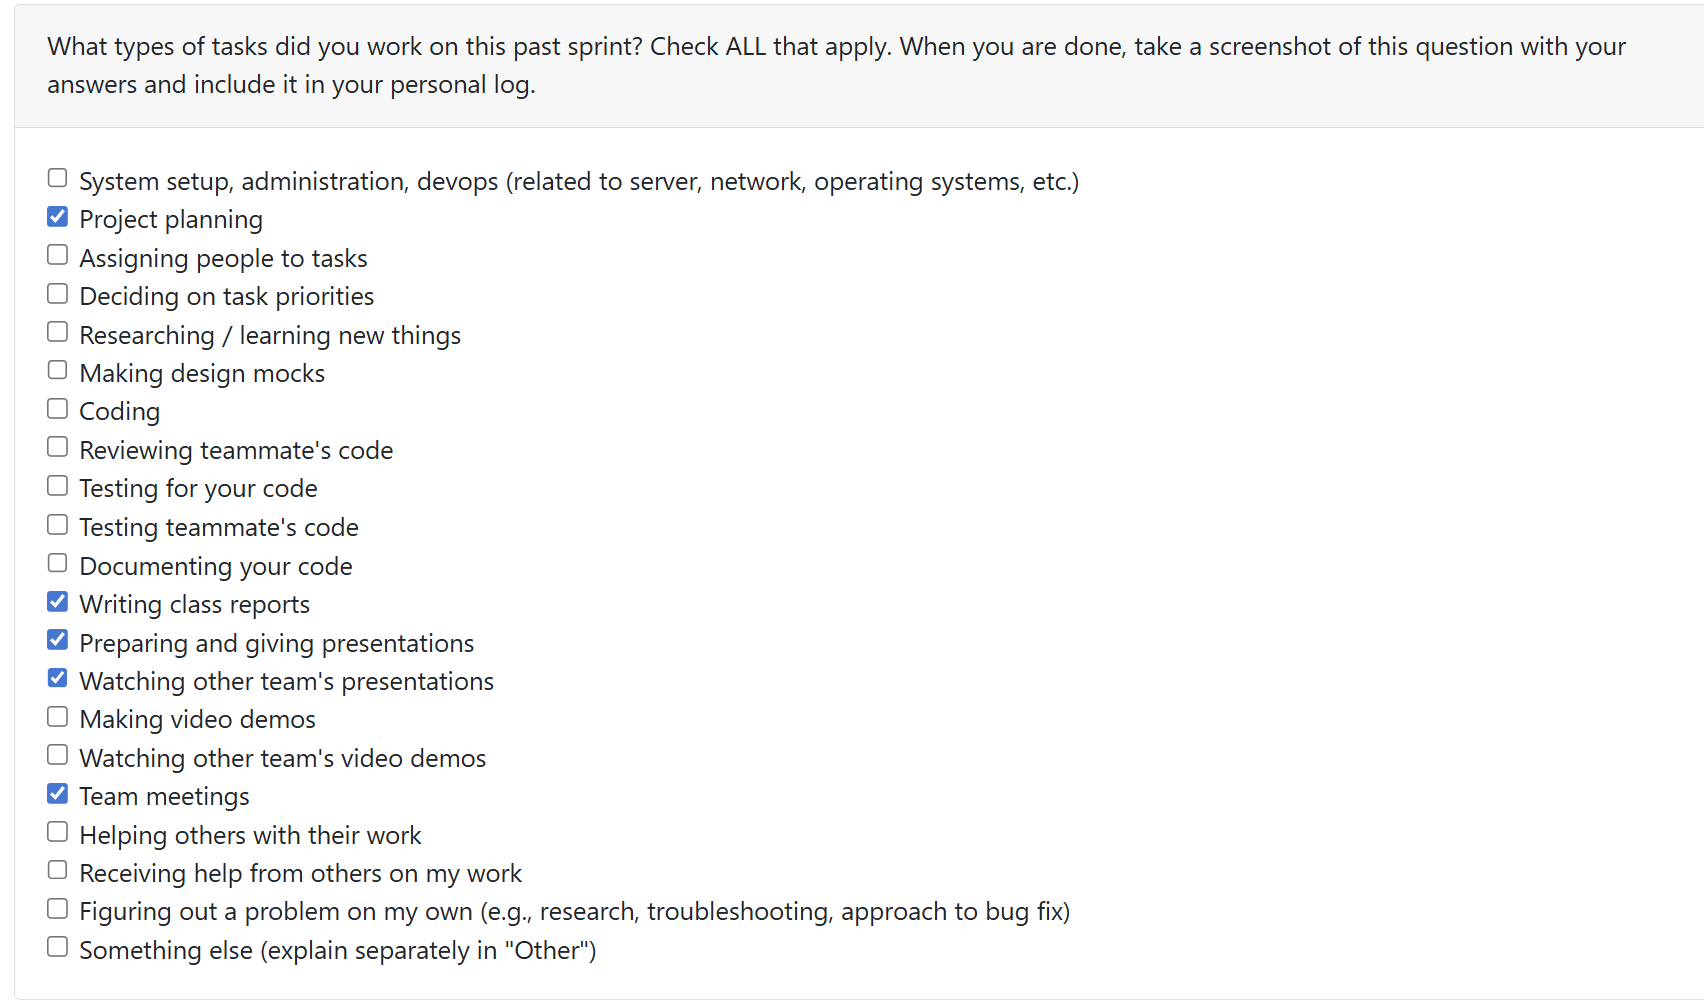 What types of tasks did you work on this past sprint? Check ALL that apply. When you are done, take a screenshot of this question with your
answers and include it in your personal log.
System setup, administration, devops (related to server, network, operating systems, etc.)
Project planning
Assigning people to tasks
Deciding on task priorities
Researching / learning new things
Making design mocks
Coding
Reviewing teammate's code
Testing for your code
Testing teammate's code
Documenting your code
Writing class reports
Preparing and giving presentations
Watching other team's presentations
Making video demos
Watching other team's video demos
Team meetings
Helping others with their work
Receiving help from others on my work
Figuring out a problem on my own (e.g., research, troubleshooting, approach to bug fix)
Something else (explain separately in "Other")